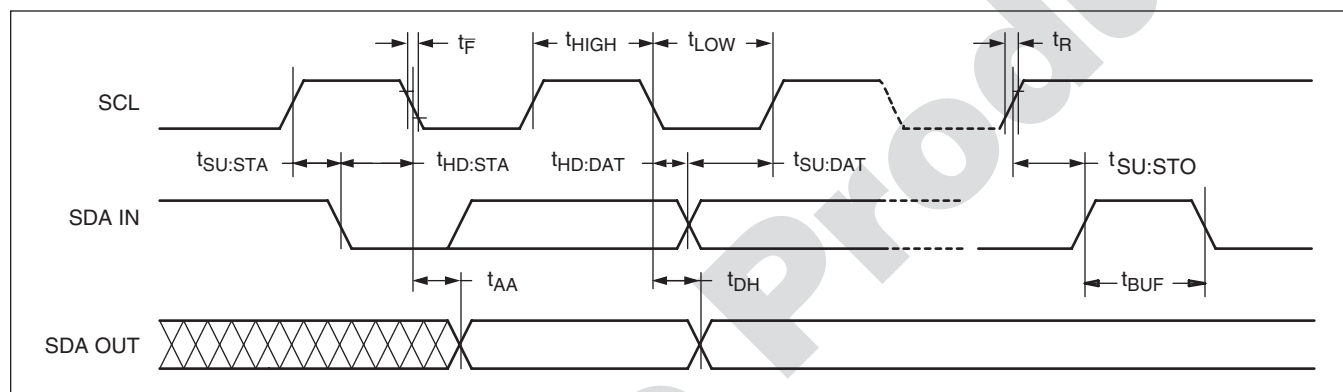 tF tHIGH tLOW tR
SCL
tSU:STA tHD:STA tHD:DAT tSU:DAT tSU:STO
SDA IN
tAA tDH tBUF
SDA OUT
Produ